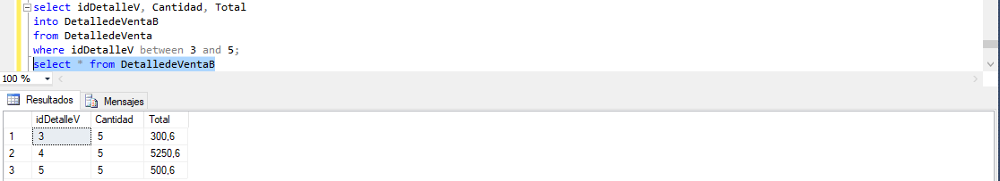 select idDetalleV, Cantidad, Total
into DetalledeVentaB
from DetalledeVenta
where idDetalleV between 3 and 5;
select * from DetalledeVentaB
100 %
Resultados Mensajes
idDetalleV Cantidad Total
1 3 5 300,6
2 4 5 5250,6
3 5 5 500,6